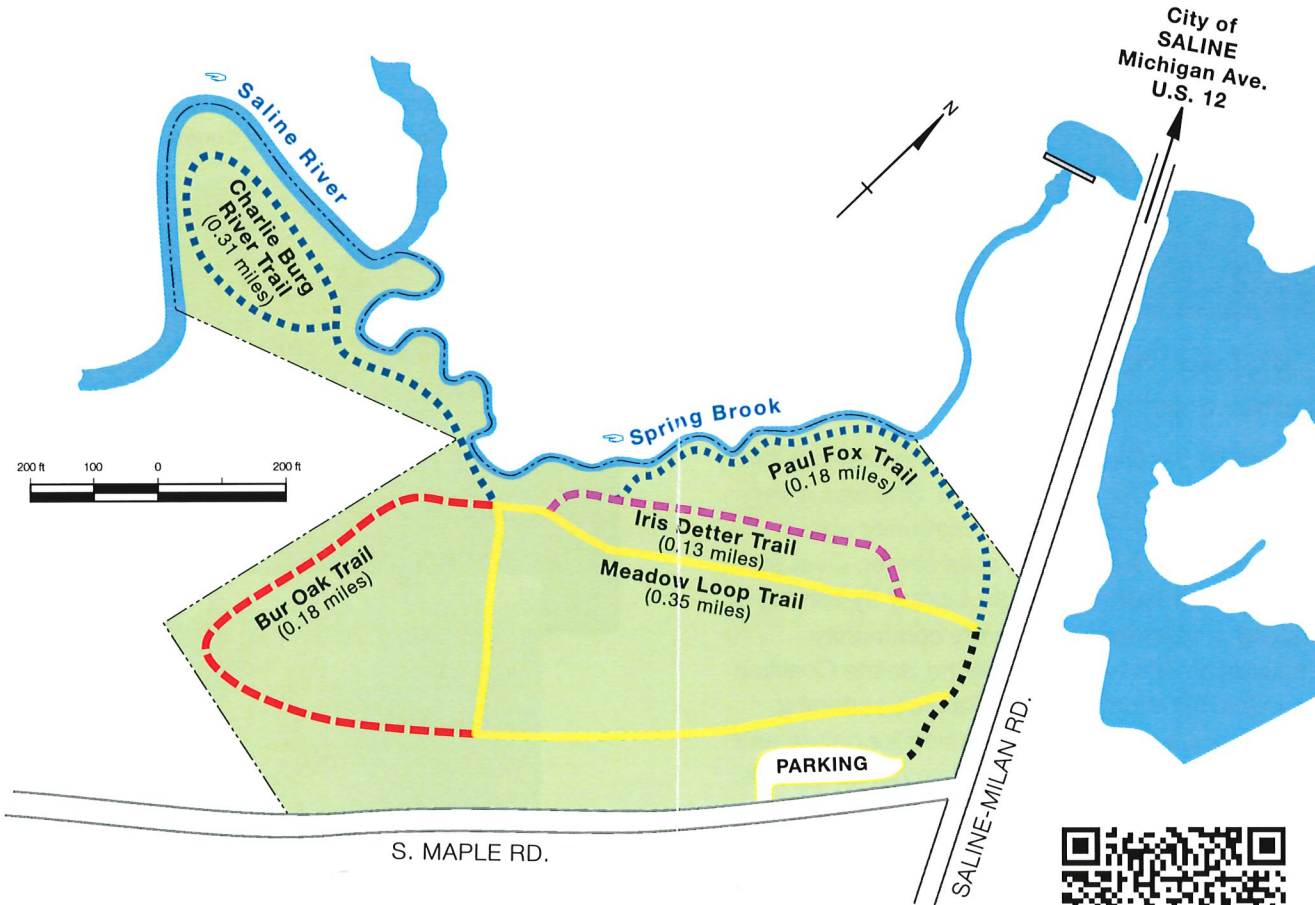 City of
SALINE
Michigan Ave.
U.S. 12
N
Saline River
Charlie Burg
River Trail
(0.31 miles)
Spring Brook
Paul Fox Trail
(0.18 miles)
200 ft 100 0 200 ft
Iris Detter Trail
(0.13 miles)
Bur Oak Trail
(0.18 miles)
Meadow Loop Trail
(0.35 miles)
PARKING
SALINE-MILAN RD.
S. MAPLE RD.